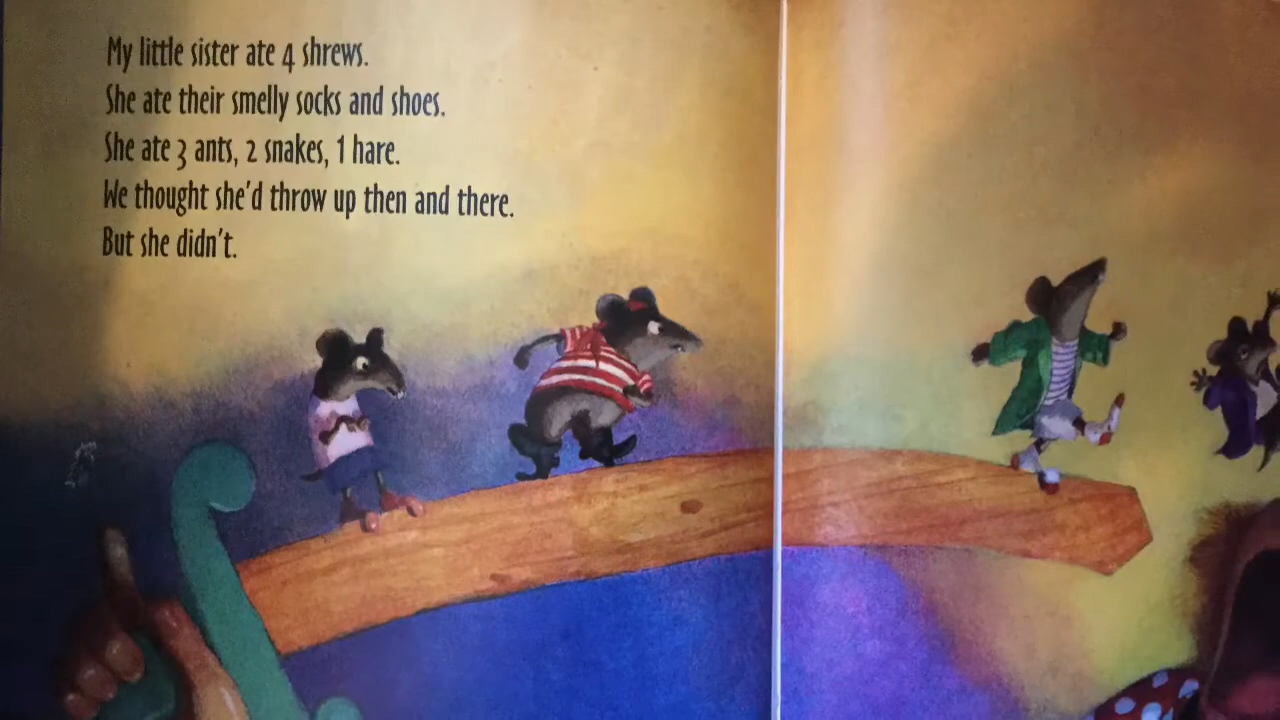 My little sister ate 4 shrews.
She ate their smelly socks and shoes.
She ate 3 ants, 2 snakes, 1 hare.
We thought she'd throw up then and there.
But she didn't.